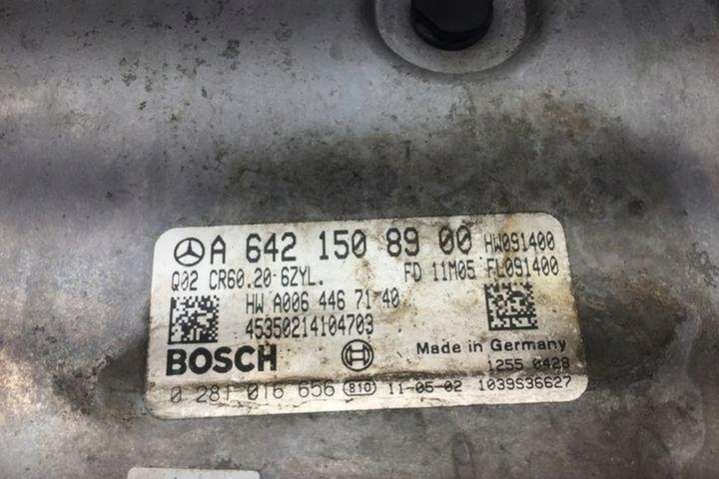 A 642 150 89 00 HW091400
Q02 CR60.20-6ZYL. FD 11M05 FL091400
HW A006 446 71 40
45350214104703
BOSCH Made in Germany
1255 0428
0 281 016 656 810 11-05-02 1039S36627